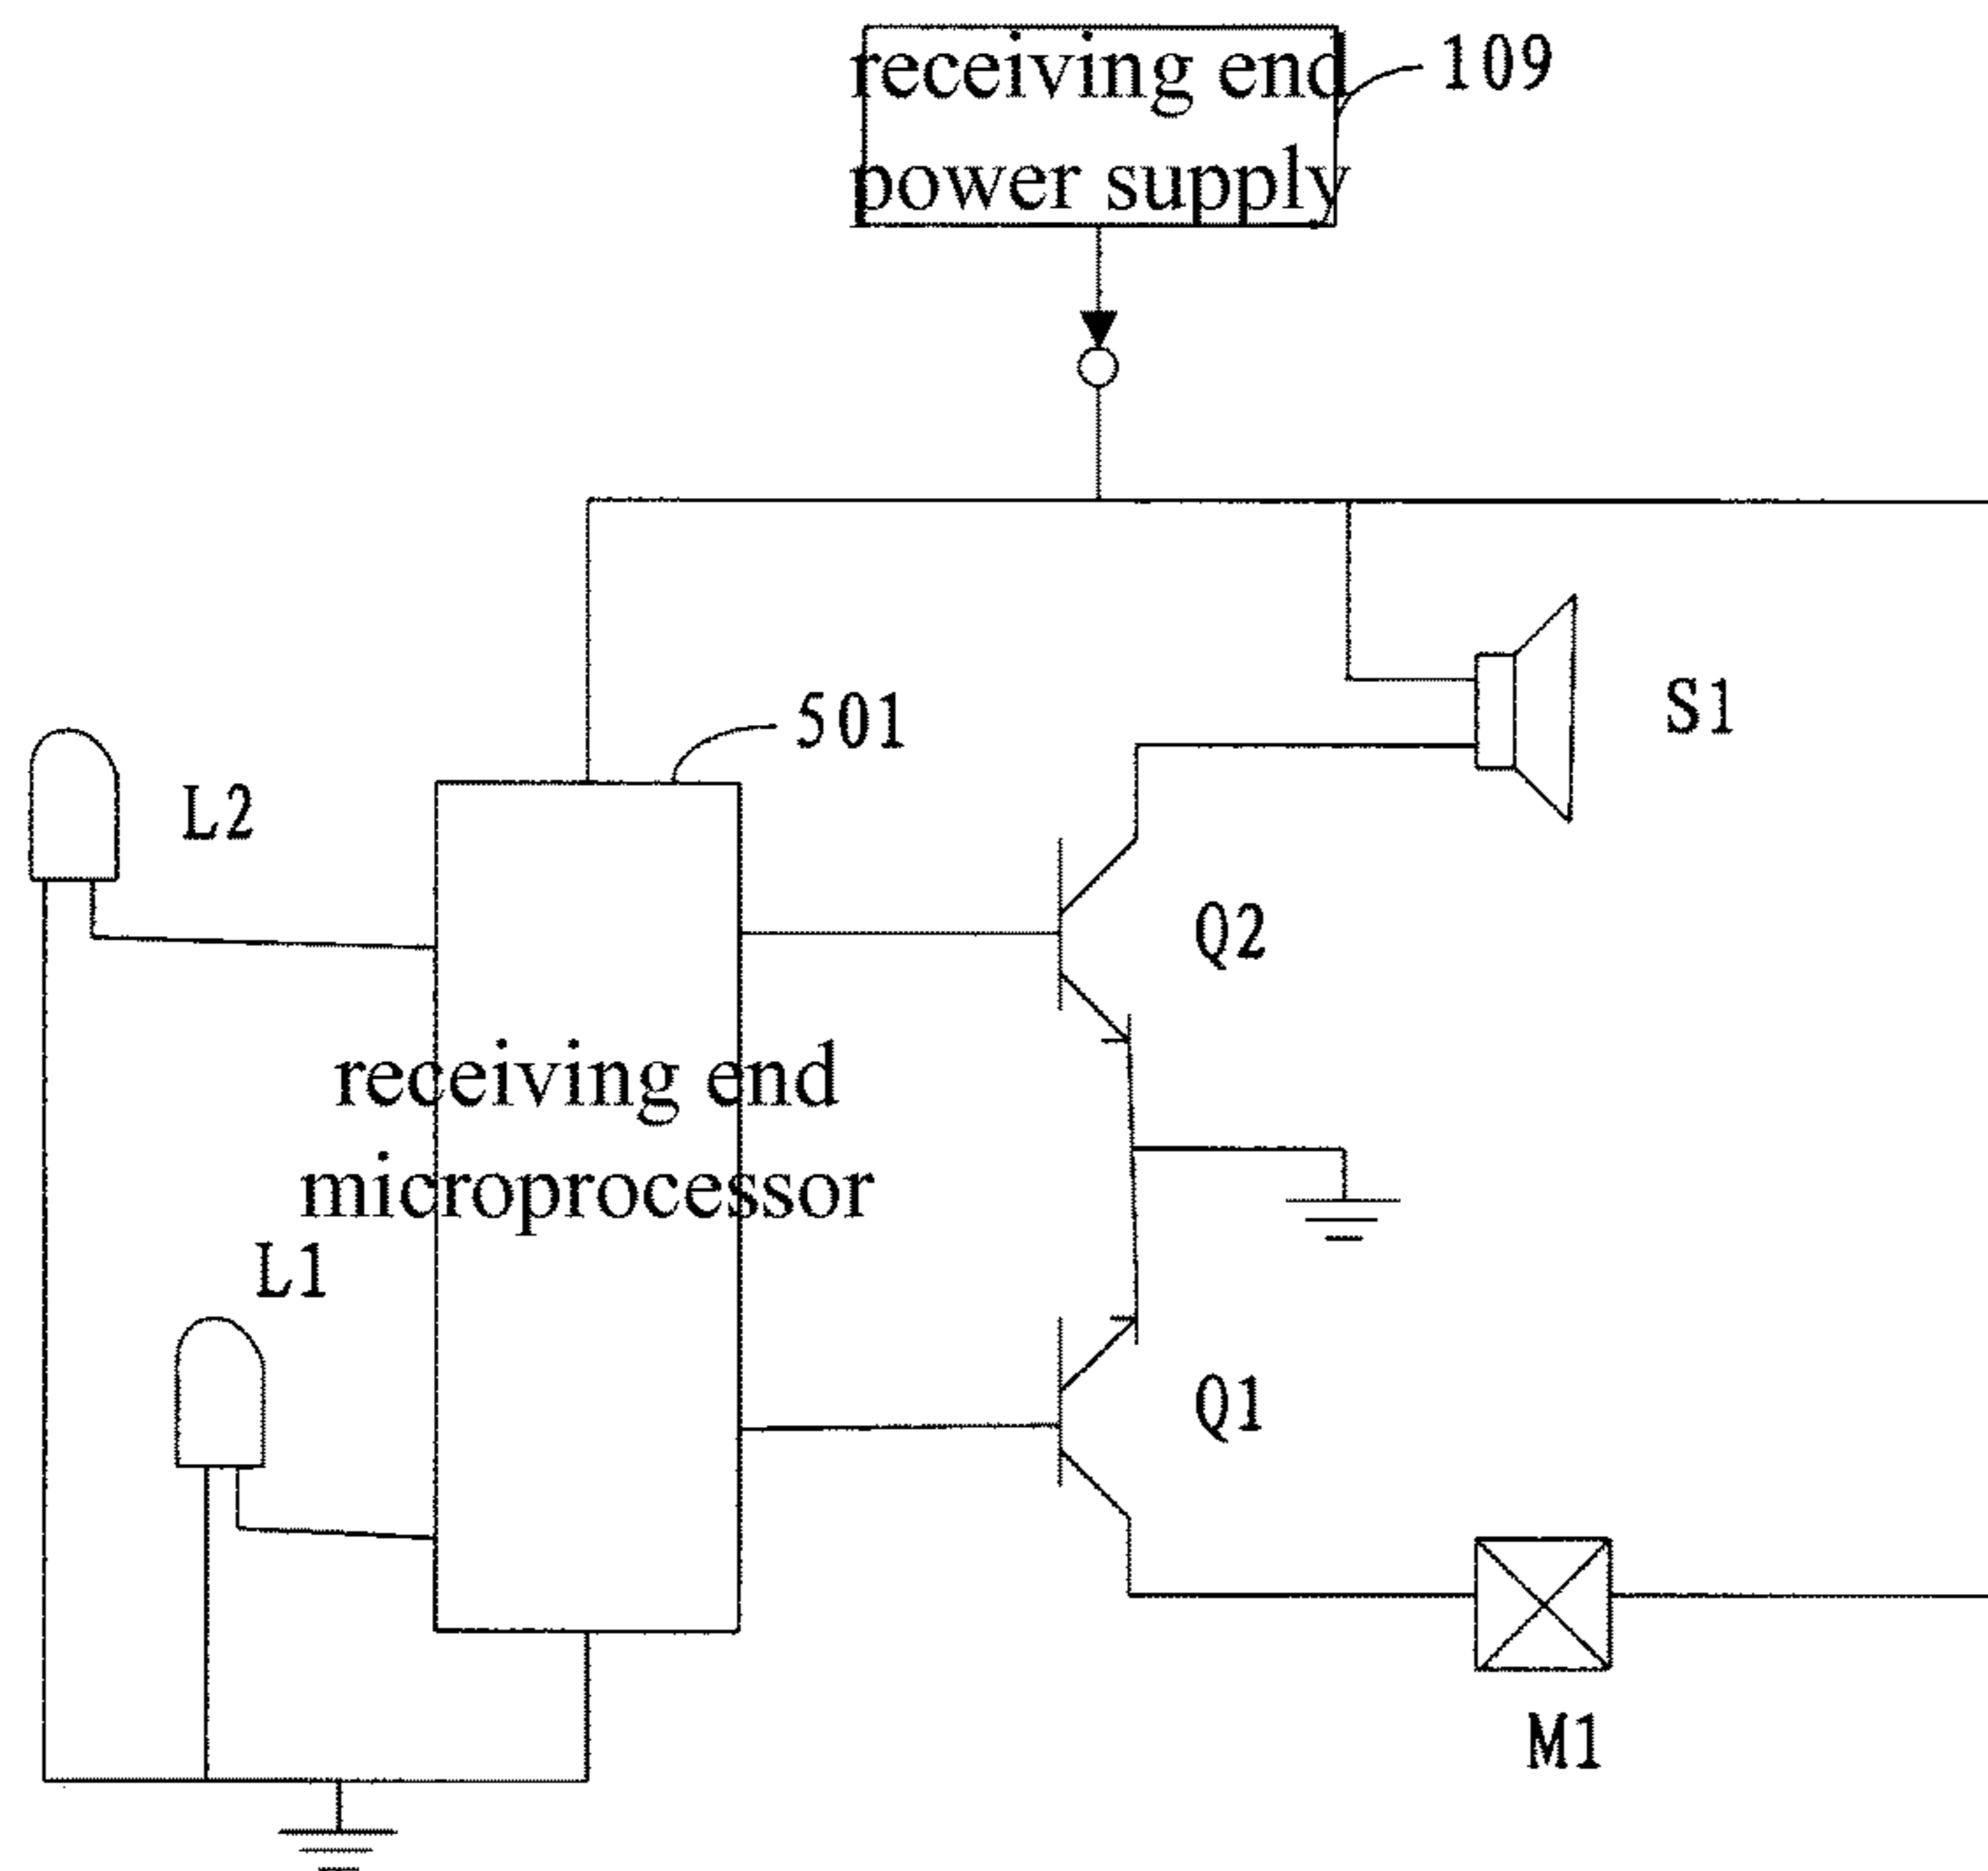 receiving end
power supply
109
501
S1
L2
Q2
receiving end
microprocessor
L1
Q1
M1